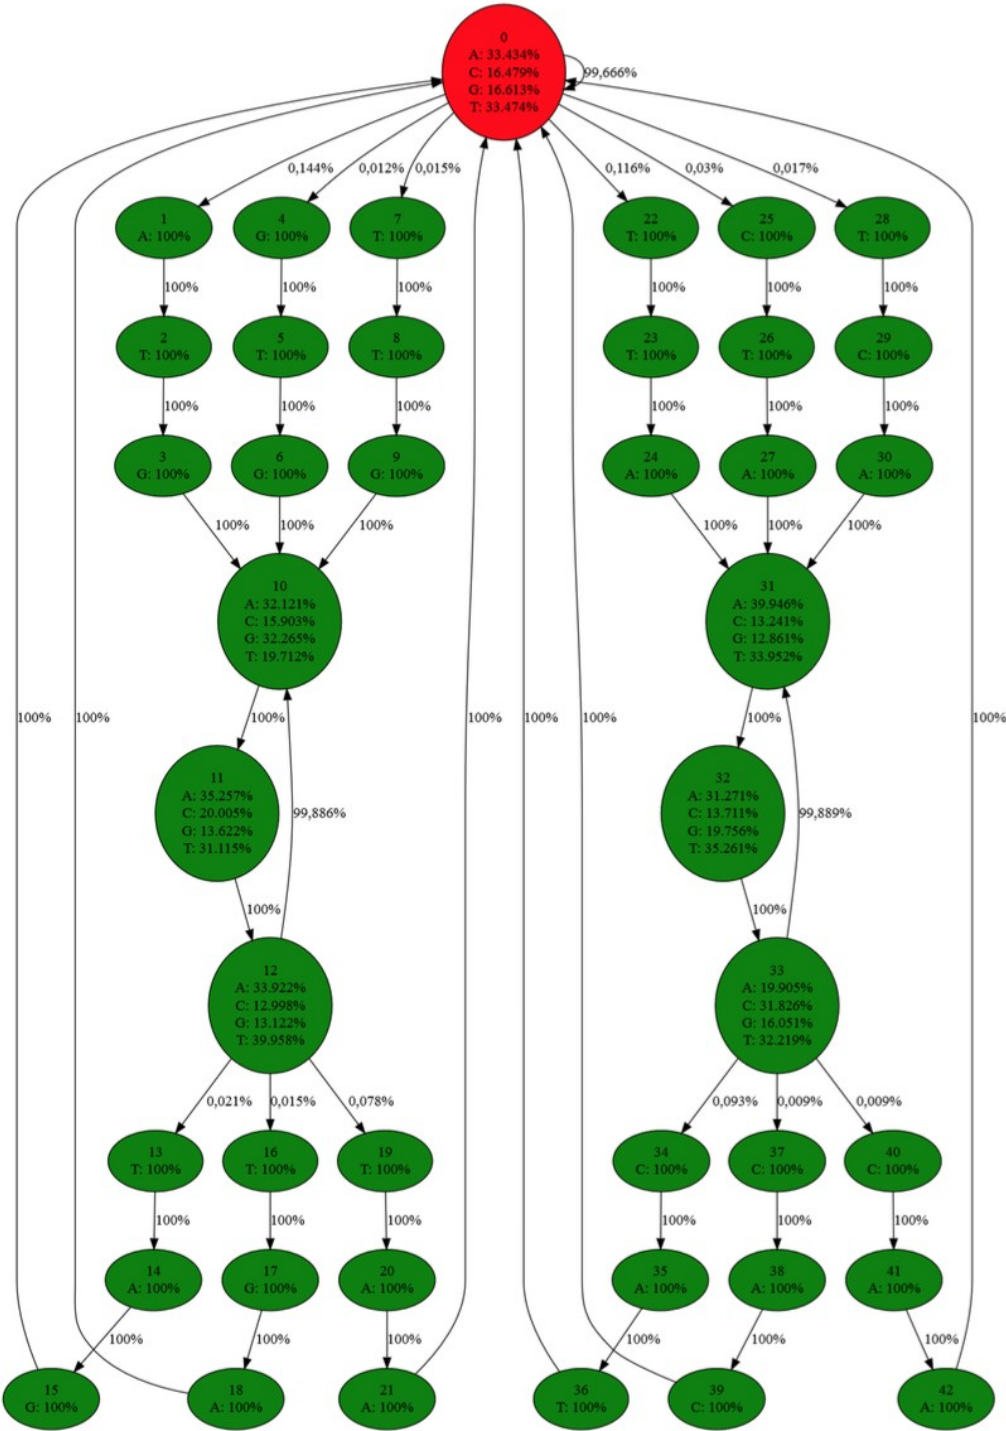 0
A: 33.434%
C: 16.479%
G: 16.613%
T: 33.474%
99,666%
0,144%
0,012%
0,015%
0,116%
0,03%
0,017%
1
A: 100%
4
G: 100%
7
T: 100%
22
T: 100%
25
C: 100%
28
T: 100%
100%
100%
100%
100%
100%
100%
2
T: 100%
5
T: 100%
8
T: 100%
23
T: 100%
26
T: 100%
29
C: 100%
100%
100%
100%
100%
100%
100%
3
G: 100%
6
G: 100%
9
G: 100%
24
A: 100%
27
A: 100%
30
A: 100%
100%
100%
100%
100%
100%
100%
10
A: 32.121%
C: 15.903%
G: 32.265%
T: 19.712%
31
A: 39.946%
C: 13.241%
G: 12.861%
T: 33.952%
100%
100%
100%
100%
100%
100%
100%
100%
11
A: 35.257%
C: 20.005%
G: 13.622%
T: 31.115%
99,886%
32
A: 31.271%
C: 13.711%
G: 19.756%
T: 35.261%
99,889%
100%
100%
12
A: 33.922%
C: 12.998%
G: 13.122%
T: 39.958%
33
A: 19.905%
C: 31.826%
G: 16.051%
T: 32.219%
0,021%
0,015%
0,078%
0,093%
0,009%
0,009%
13
T: 100%
16
T: 100%
19
T: 100%
34
C: 100%
37
C: 100%
40
C: 100%
100%
100%
100%
100%
100%
100%
14
A: 100%
17
G: 100%
20
A: 100%
35
A: 100%
38
A: 100%
41
A: 100%
100%
100%
100%
100%
100%
100%
15
G: 100%
18
A: 100%
21
A: 100%
36
T: 100%
39
C: 100%
42
A: 100%